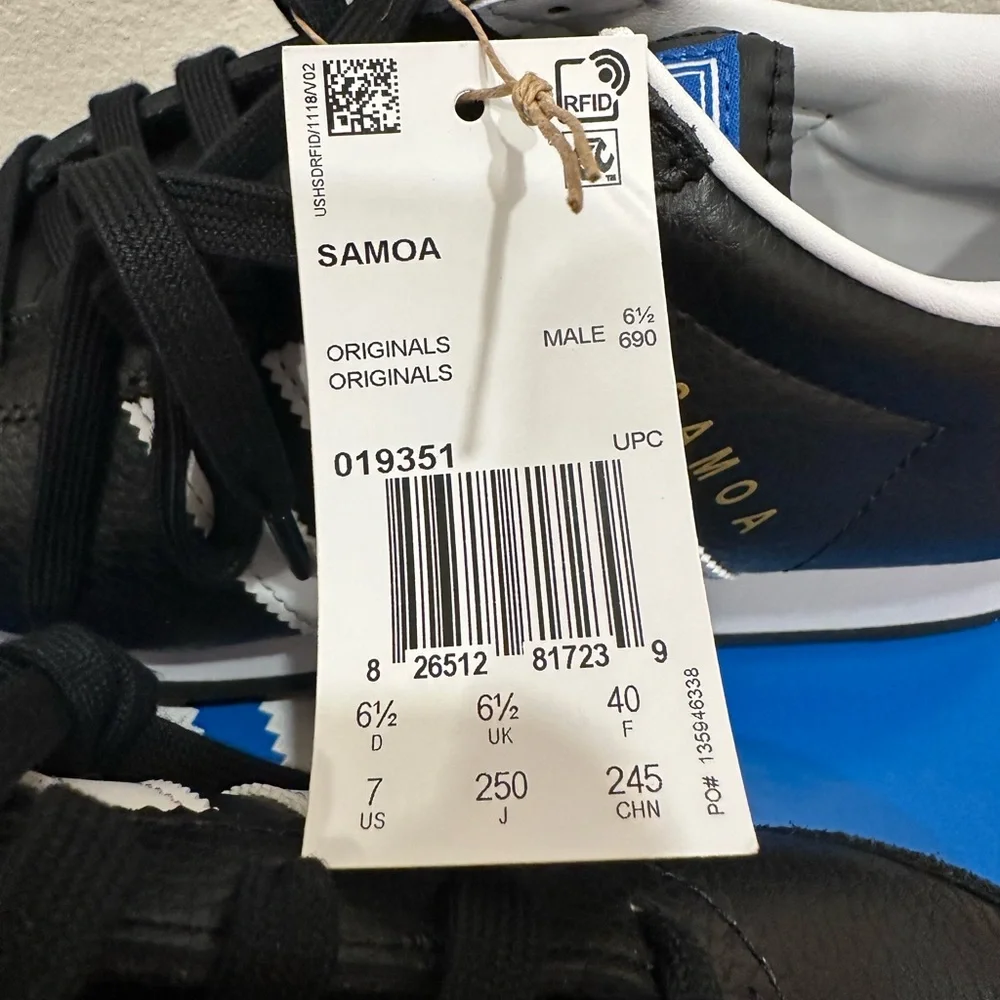 USHSDRFID/1118/V02
RFID
SAMOA
ORIGINALS
ORIGINALS
MALE 6½ 690
019351
UPC
8 26512 81723 9
6½ 6½ 40
D UK F
7 250 245
US J CHN
PO# 135946338
SAMOA